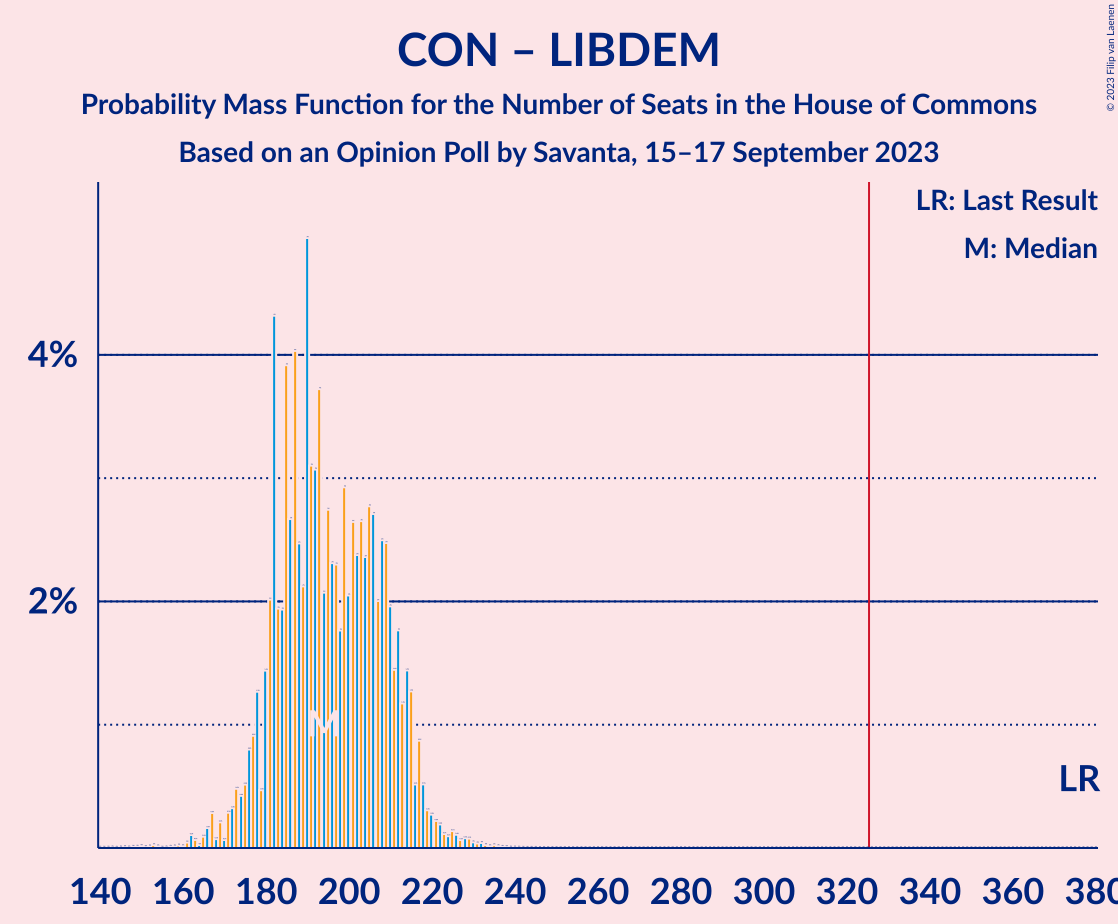 CON – LIBDEM
Probability Mass Function for the Number of Seats in the House of Commons
Based on an Opinion Poll by Savanta, 15–17 September 2023
© 2023 Filip van Laenen
LR: Last Result
M: Median
4%
2%
M
LR
140 160 180 200 220 240 260 280 300 320 340 360 380